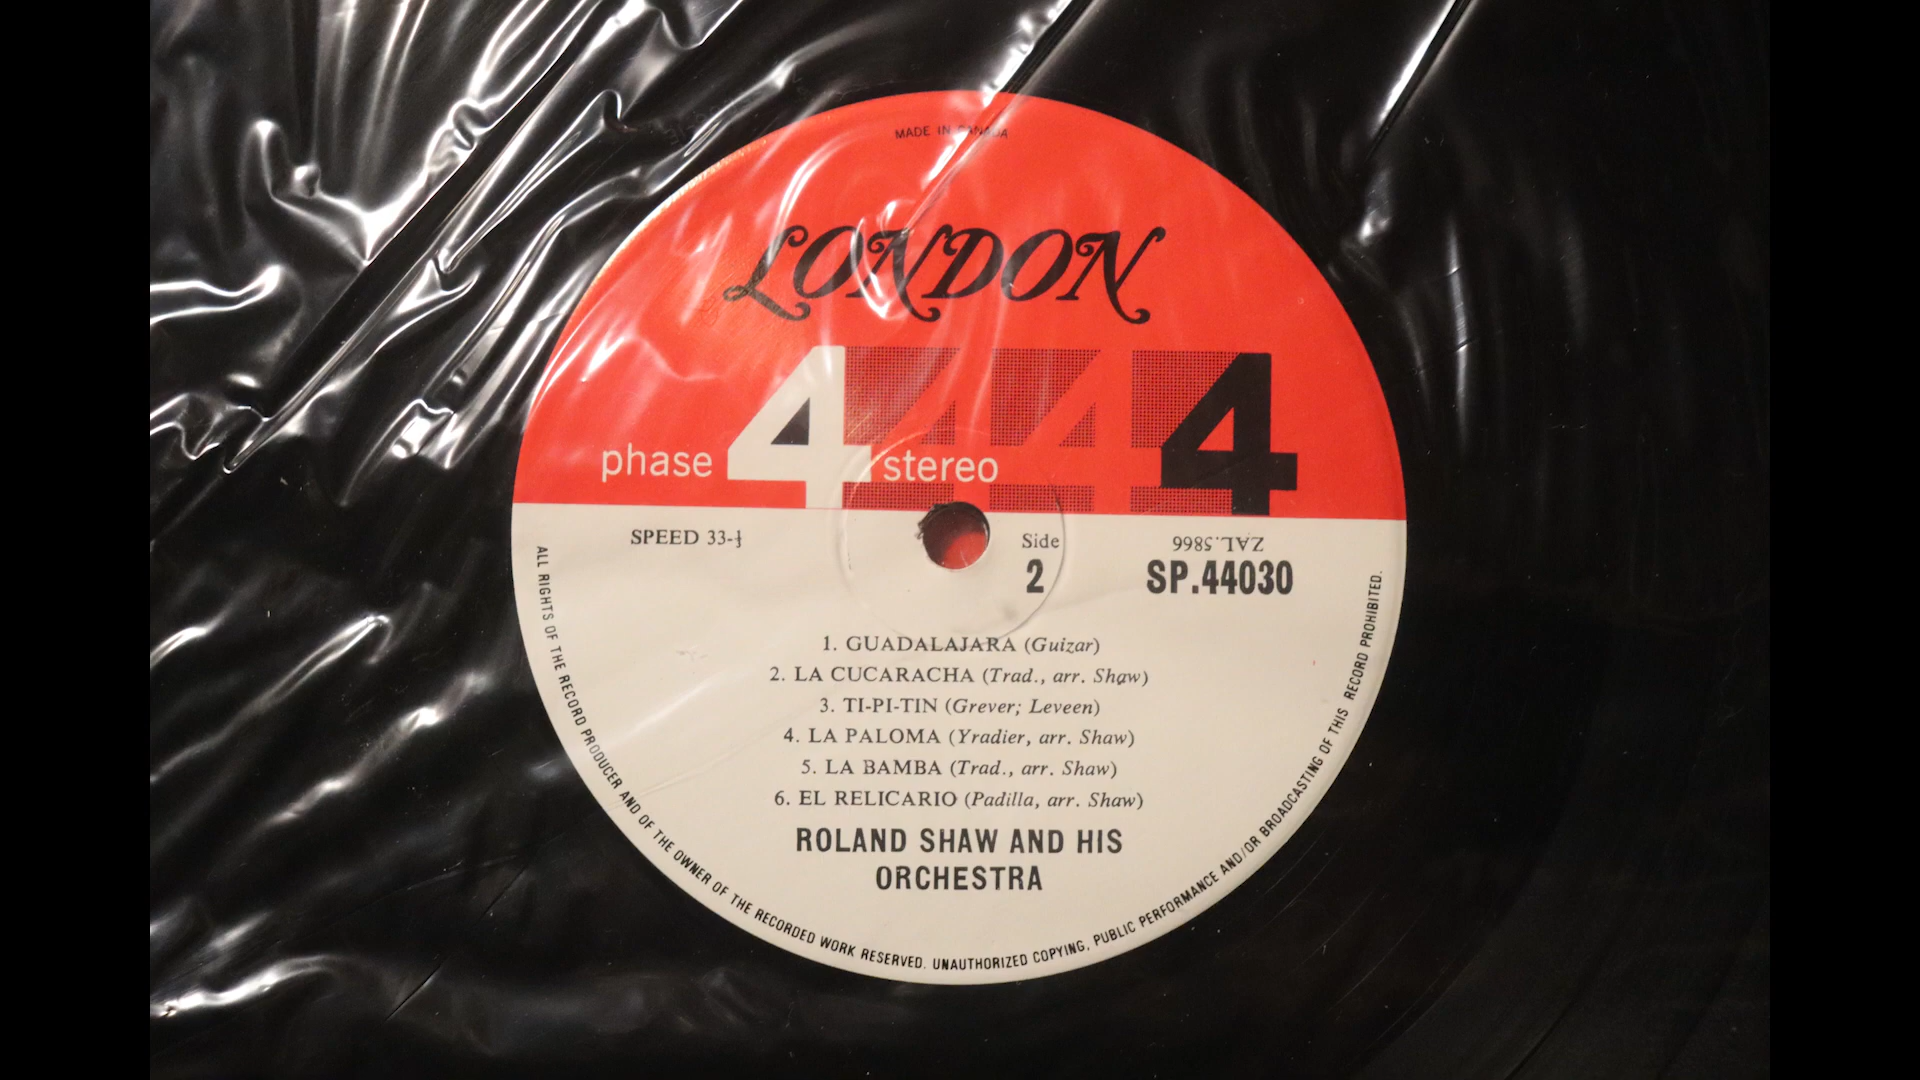 MADE IN CANADA
LONDON
phase 4 stereo 4
SPEED 33-⅓
Side
2
ZAL.5866
SP.44030
1. GUADALAJARA (Guizar)
2. LA CUCARACHA (Trad., arr. Shaw)
3. TI-PI-TIN (Grever; Leveen)
4. LA PALOMA (Yradier, arr. Shaw)
5. LA BAMBA (Trad., arr. Shaw)
6. EL RELICARIO (Padilla, arr. Shaw)
ROLAND SHAW AND HIS
ORCHESTRA
ALL RIGHTS OF THE RECORD PRODUCER AND OF THE OWNER OF THE RECORDED WORK RESERVED. UNAUTHORIZED COPYING, PUBLIC PERFORMANCE AND/OR BROADCASTING OF THIS RECORD PROHIBITED.